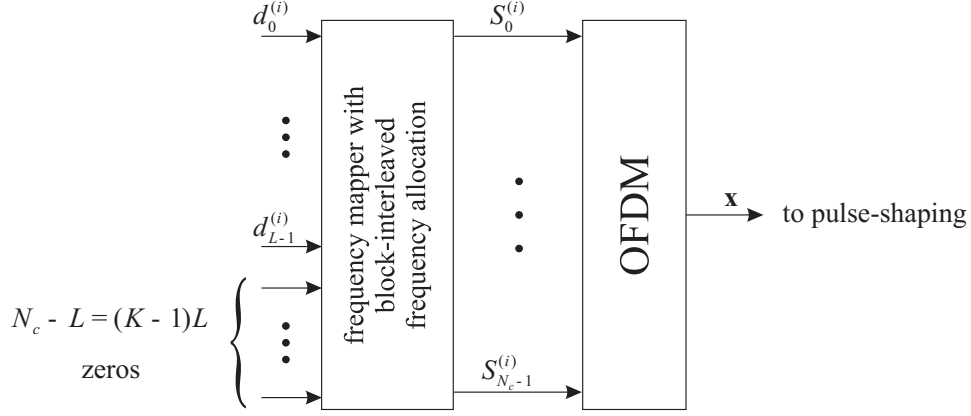 d_0^{(i)}
S_0^{(i)}
frequency mapper with
block-interleaved
frequency allocation
OFDM
x
to pulse-shaping
d_{L-1}^{(i)}
N_c - L = (K - 1)L
zeros
S_{N_c-1}^{(i)}